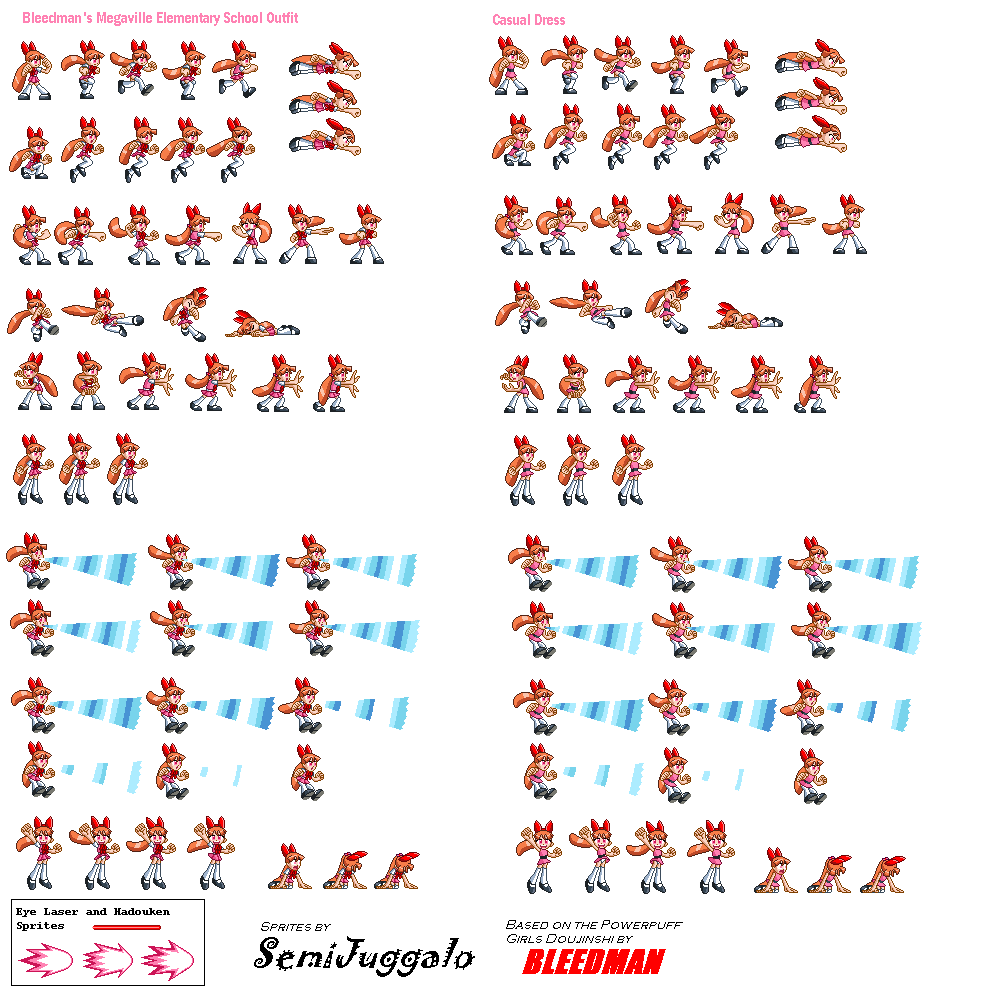 Bleedman's Megaville Elementary School Outfit
Casual Dress
Eye Laser and Hadouken
Sprites
Sprites by
SemiJuggalo
Based on the Powerpuff
Girls Doujinshi by
BLEEDMAN